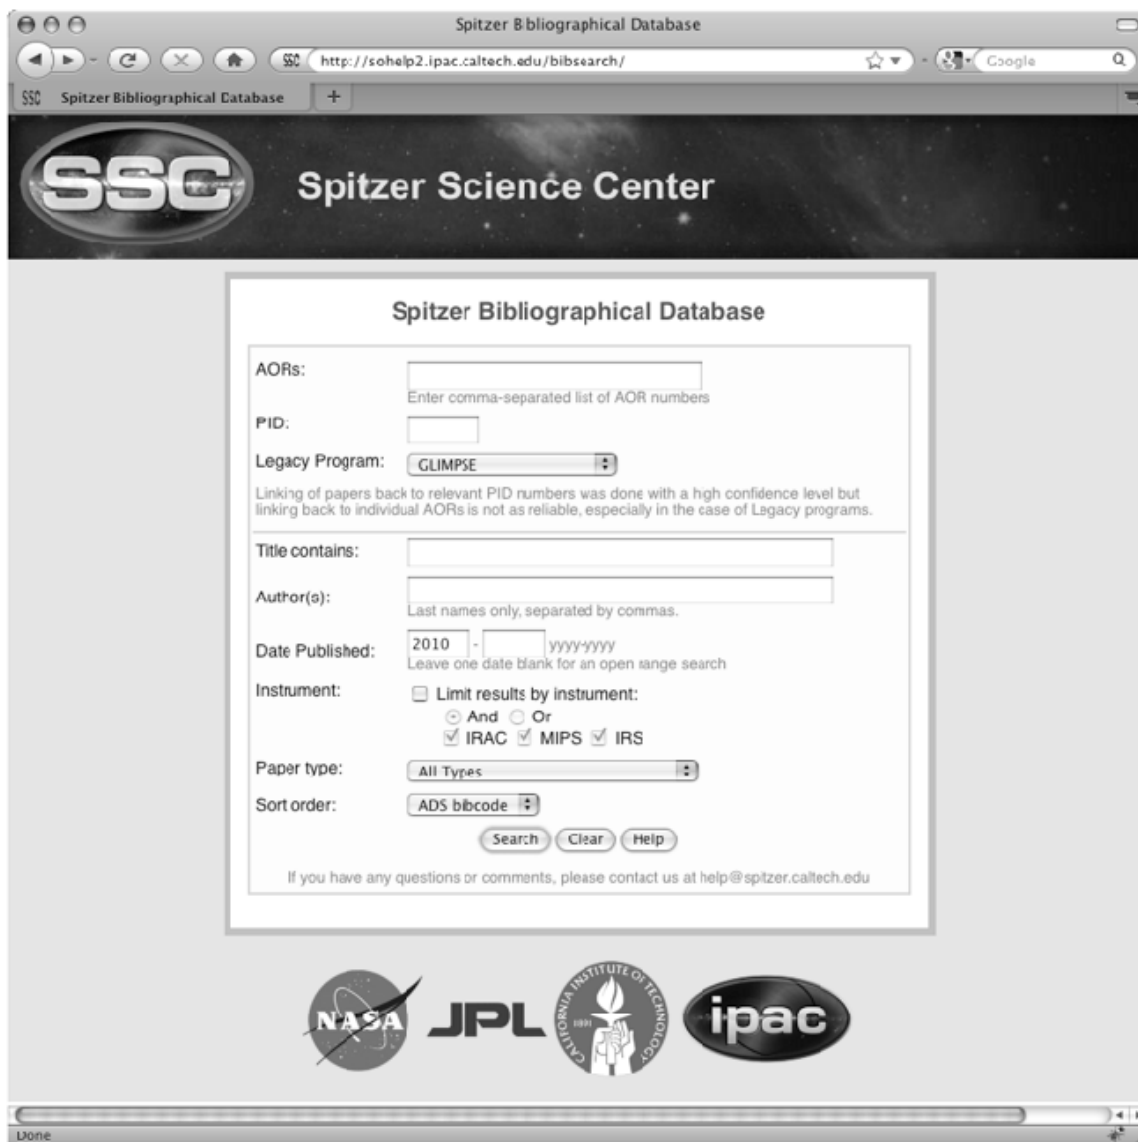 Spitzer Bibliographical Database
SSC http://sohelp2.ipac.caltech.edu/bibsearch/ Google
SSC Spitzer Bibliographical Database +
SSC Spitzer Science Center
Spitzer Bibliographical Database
AORs:
Enter comma-separated list of AOR numbers
PID:
Legacy Program: GLIMPSE
Linking of papers back to relevant PID numbers was done with a high confidence level but
linking back to individual AORs is not as reliable, especially in the case of Legacy programs.
Title contains:
Author(s):
Last names only, separated by commas.
Date Published: 2010 - yyyy-yyyy
Leave one date blank for an open range search
Instrument: Limit results by instrument:
And Or
IRAC MIPS IRS
Paper type: All Types
Sort order: ADS bibcode
Search Clear Help
If you have any questions or comments, please contact us at help@spitzer.caltech.edu
NASA JPL CALIFORNIA INSTITUTE OF TECHNOLOGY 1891 ipac
Done